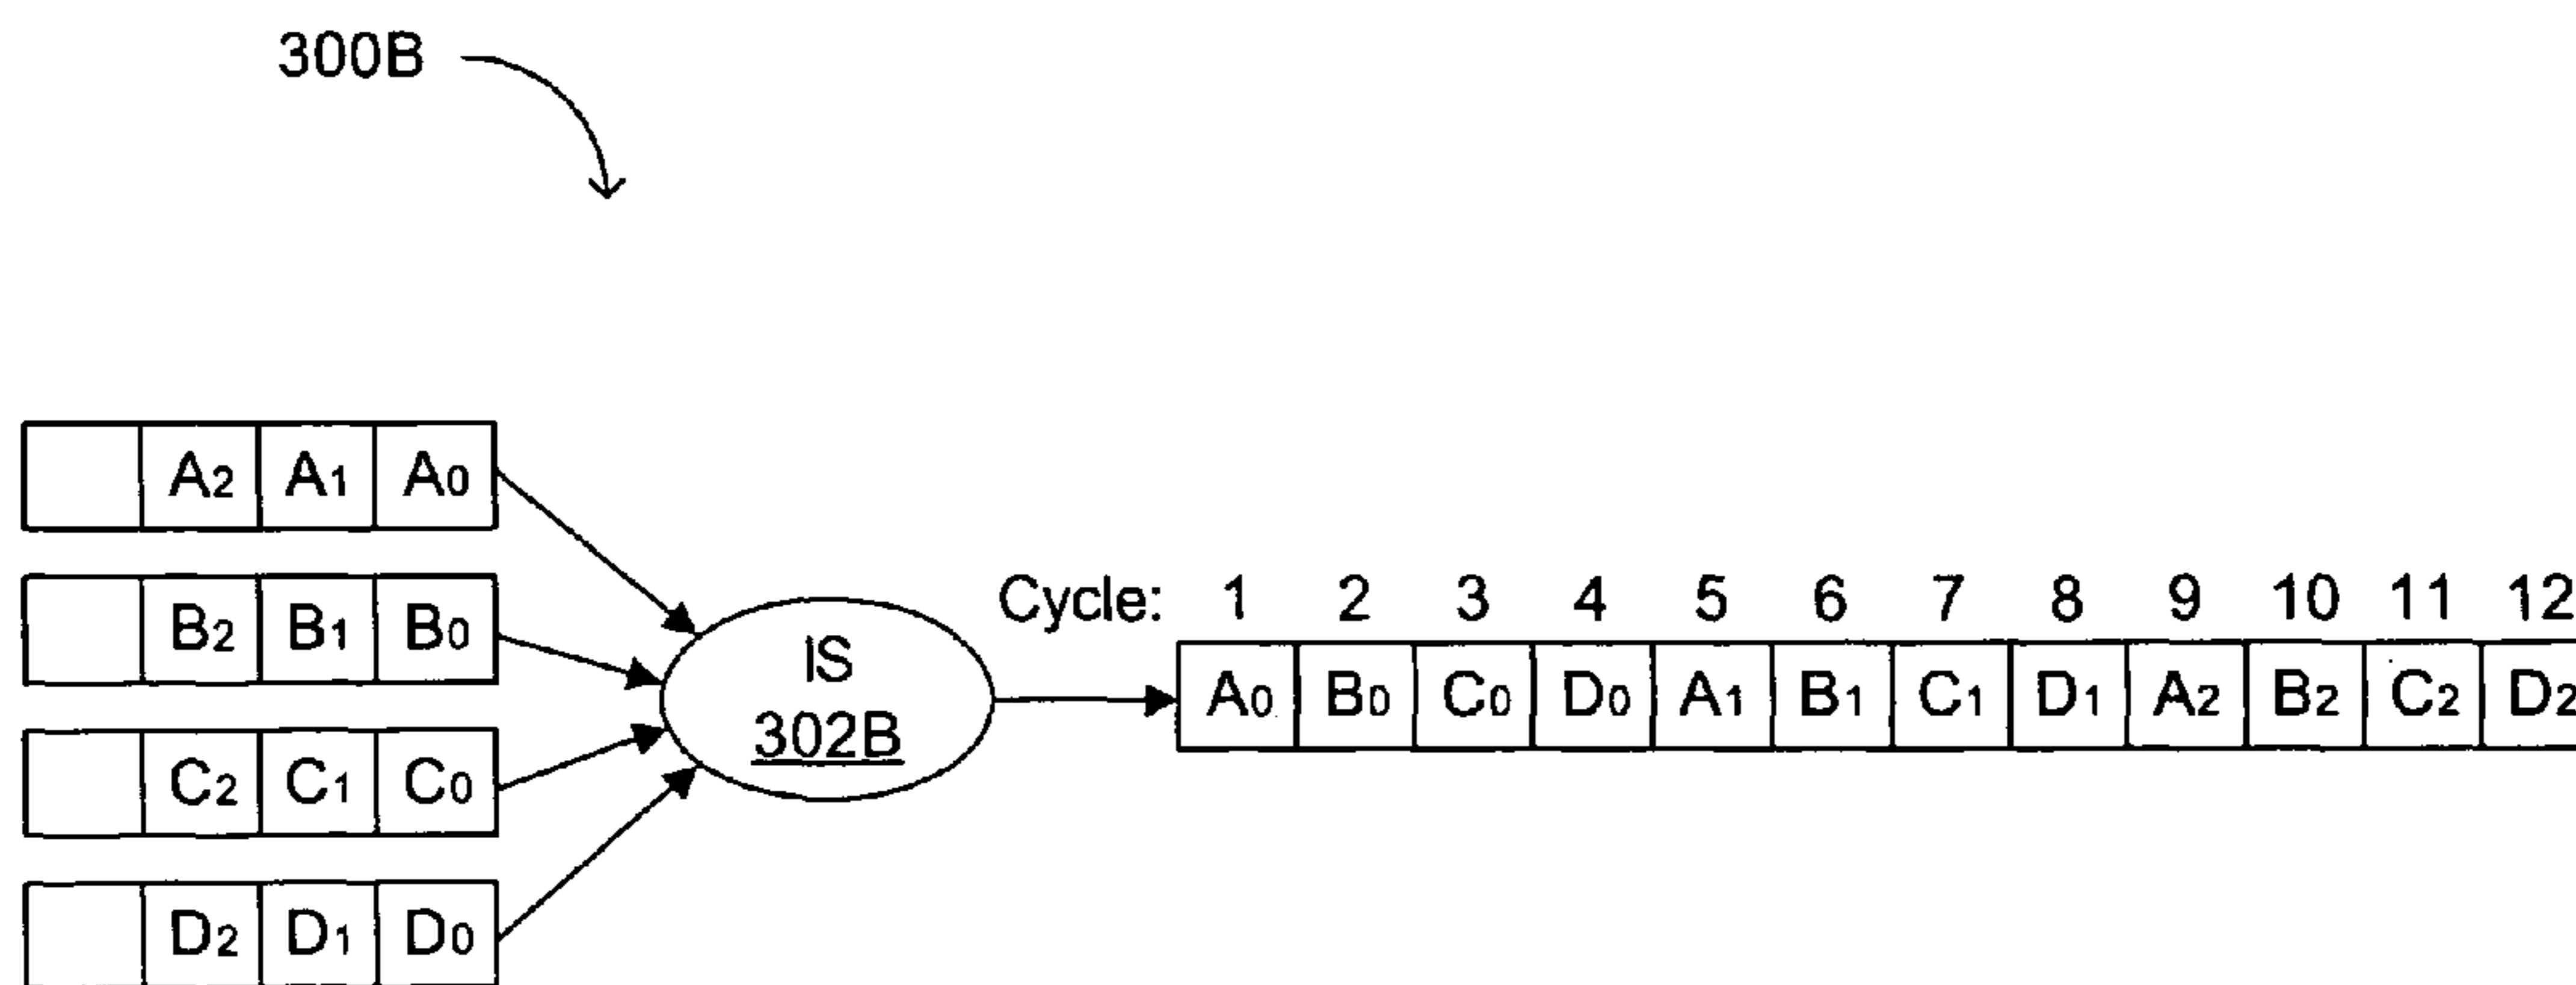 300B
A2 A1 A0
B2 B1 B0
C2 C1 C0
D2 D1 D0
IS
302B
Cycle: 1 2 3 4 5 6 7 8 9 10 11 12
A0 B0 C0 D0 A1 B1 C1 D1 A2 B2 C2 D2